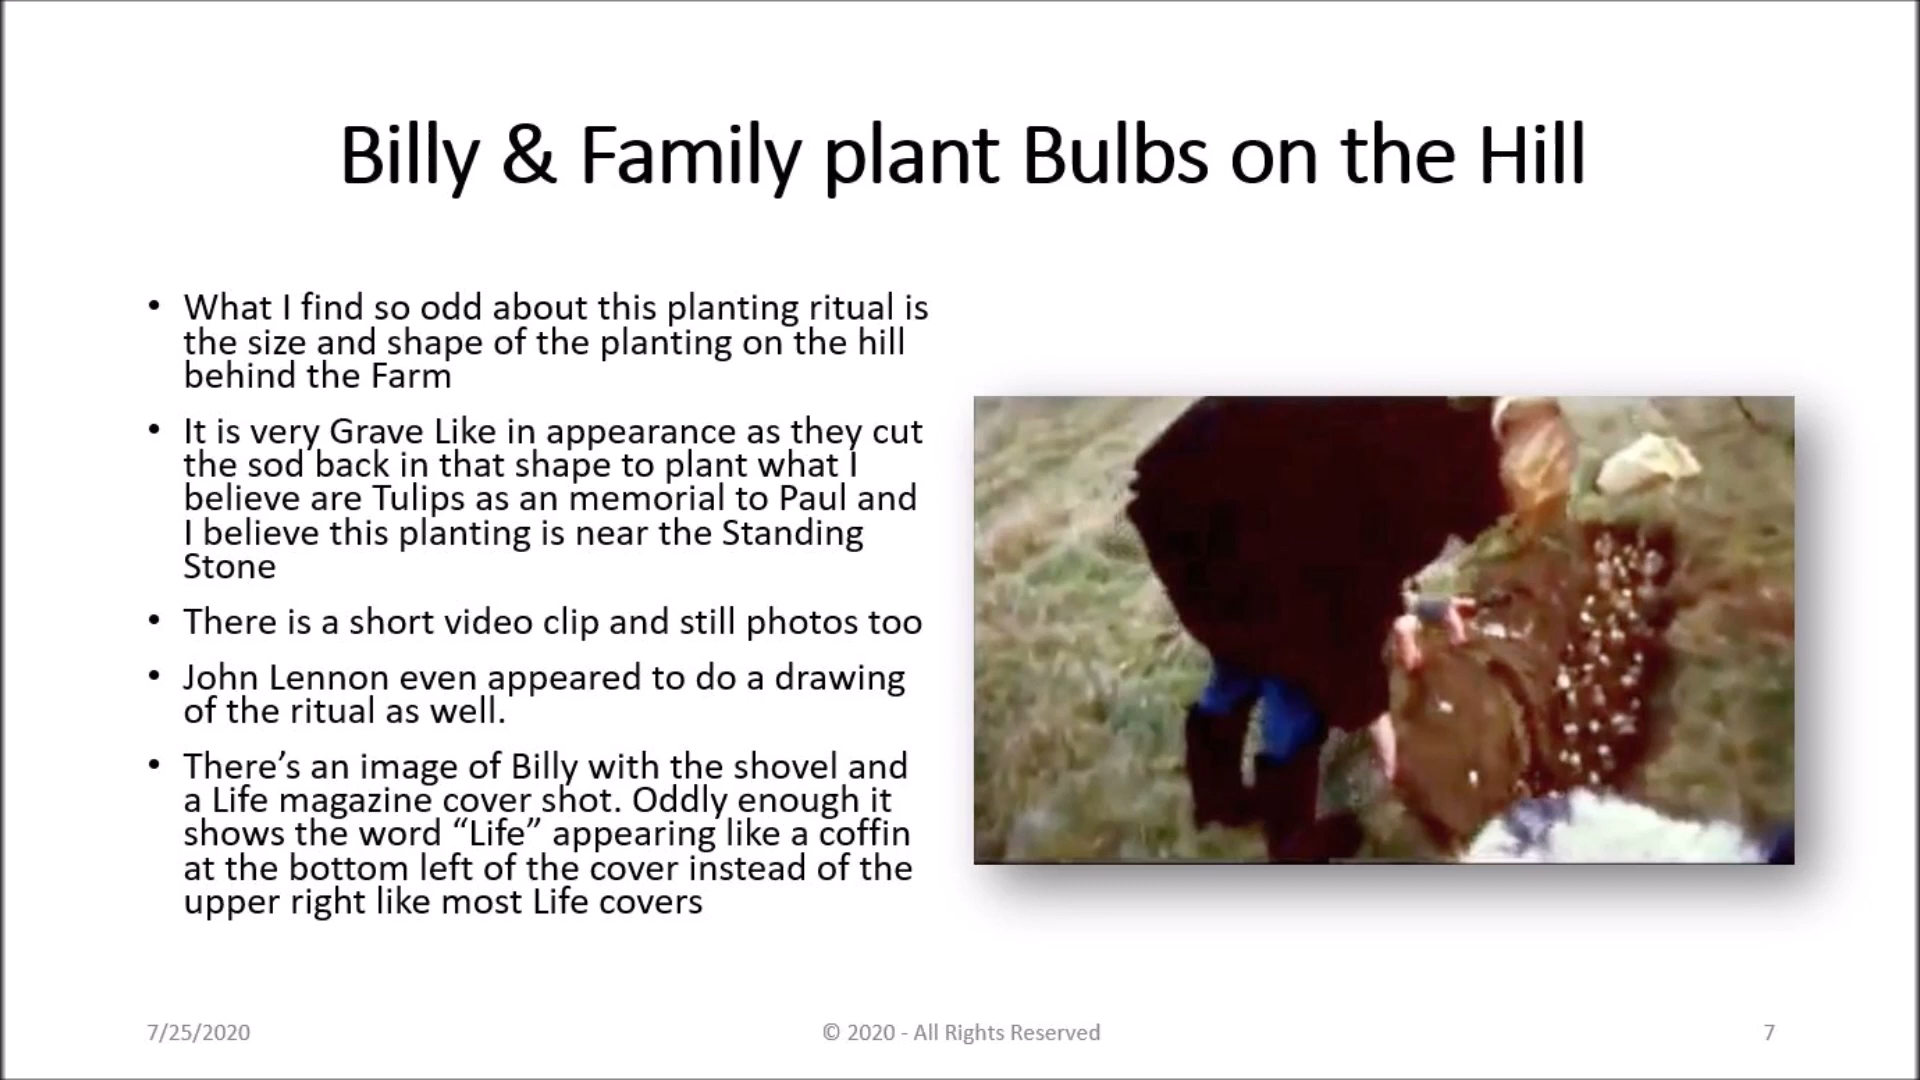 Billy & Family plant Bulbs on the Hill
• What I find so odd about this planting ritual is
the size and shape of the planting on the hill
behind the Farm
• It is very Grave Like in appearance as they cut
the sod back in that shape to plant what I
believe are Tulips as an memorial to Paul and
I believe this planting is near the Standing
Stone
• There is a short video clip and still photos too
• John Lennon even appeared to do a drawing
of the ritual as well.
• There’s an image of Billy with the shovel and
a Life magazine cover shot. Oddly enough it
shows the word “Life” appearing like a coffin
at the bottom left of the cover instead of the
upper right like most Life covers
7/25/2020
© 2020 - All Rights Reserved
7